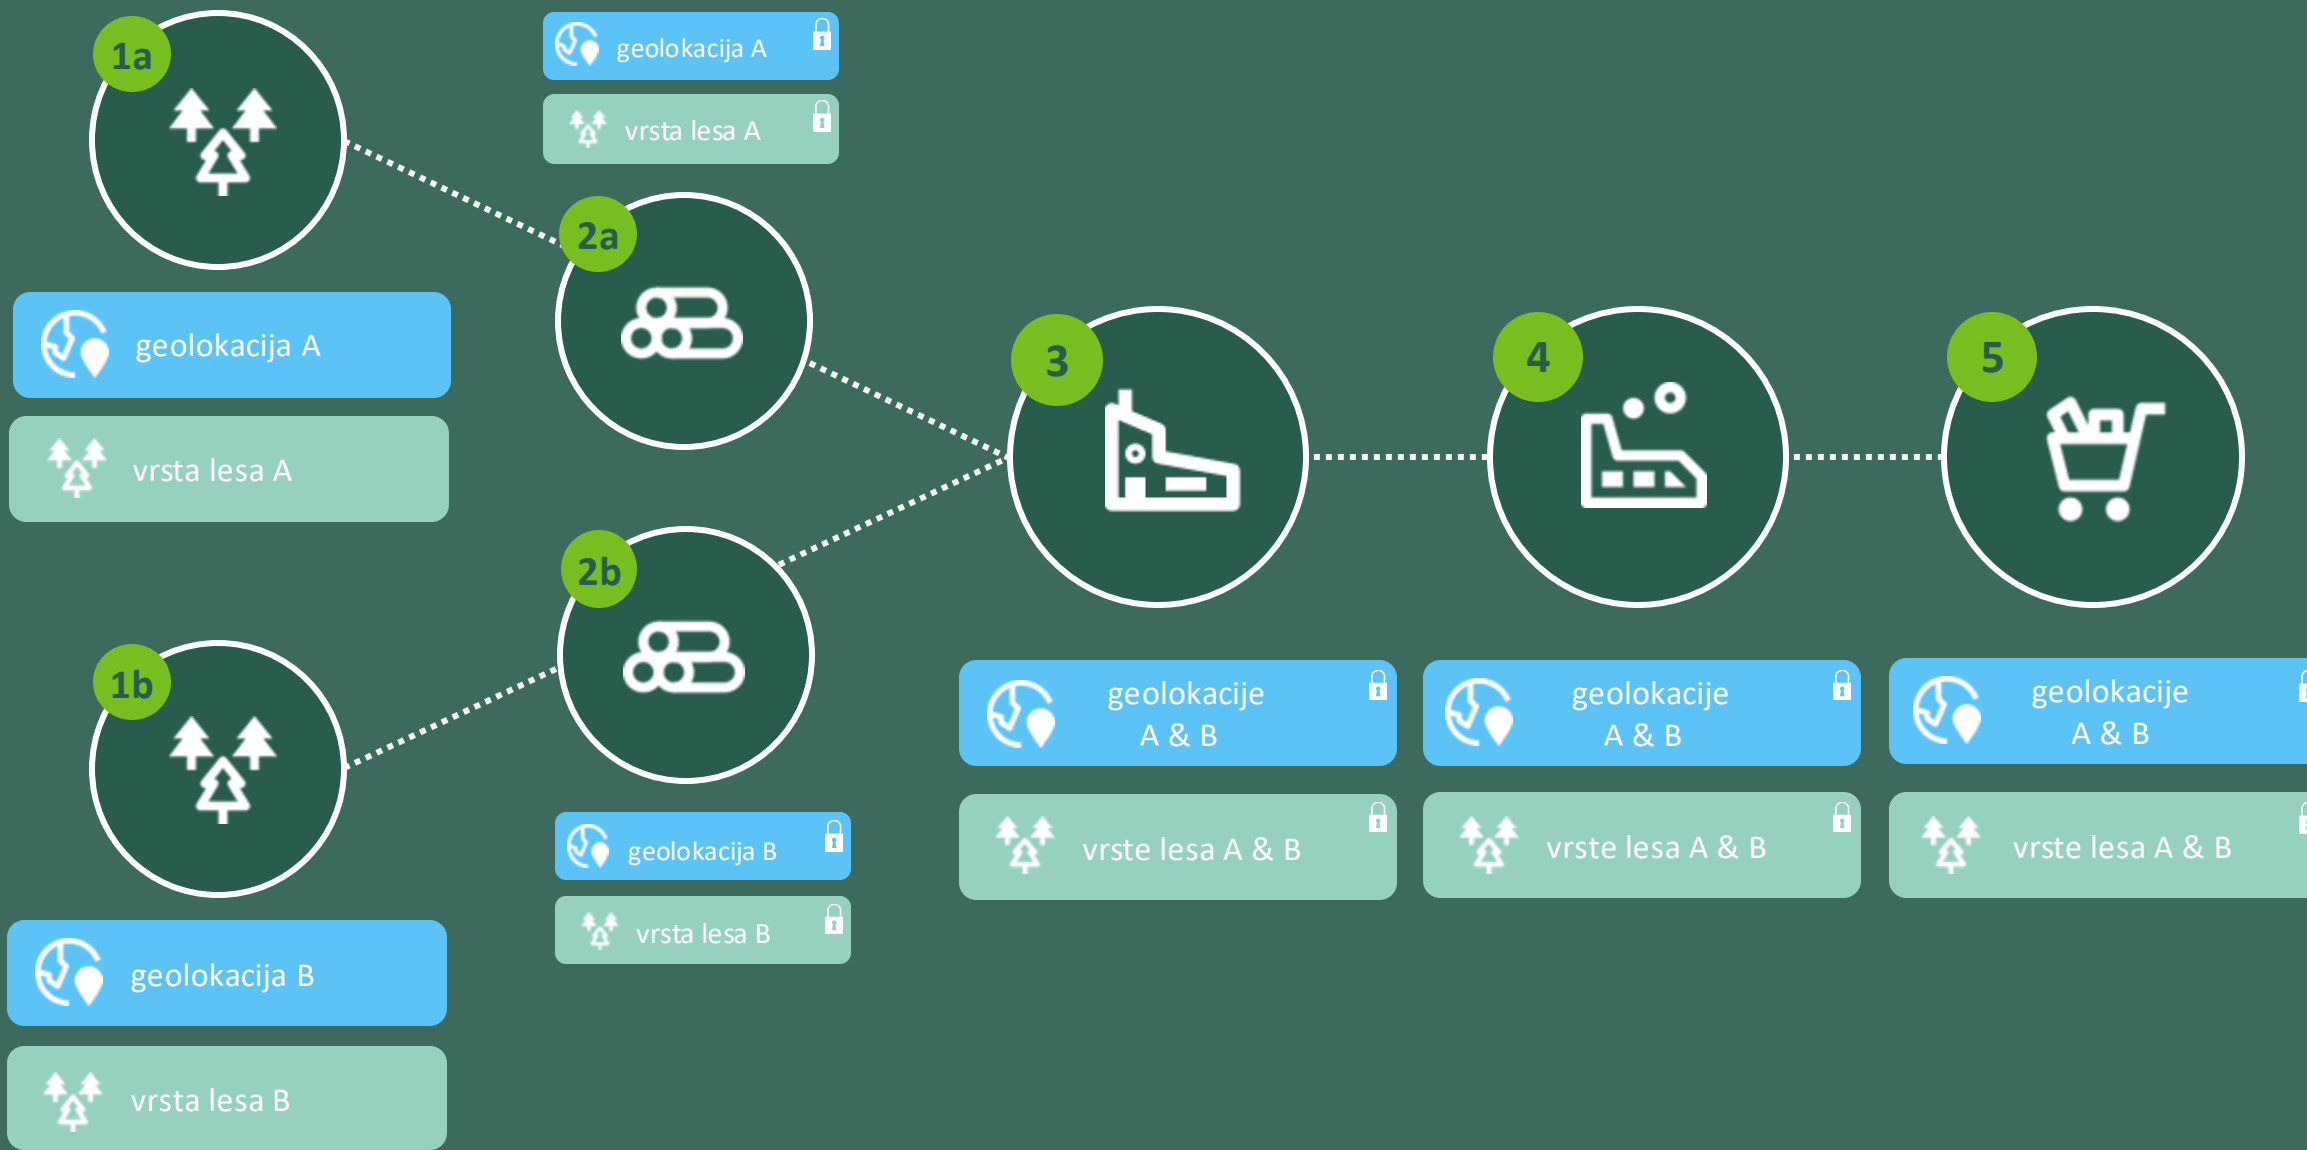 1a
geolokacija A
vrsta lesa A
1b
geolokacija B
vrsta lesa B
geolokacija A
vrsta lesa A
2a
2b
geolokacija B
vrsta lesa B
3
geolokacije
A & B
vrste lesa A & B
4
geolokacije
A & B
vrste lesa A & B
5
geolokacije
A & B
vrste lesa A & B